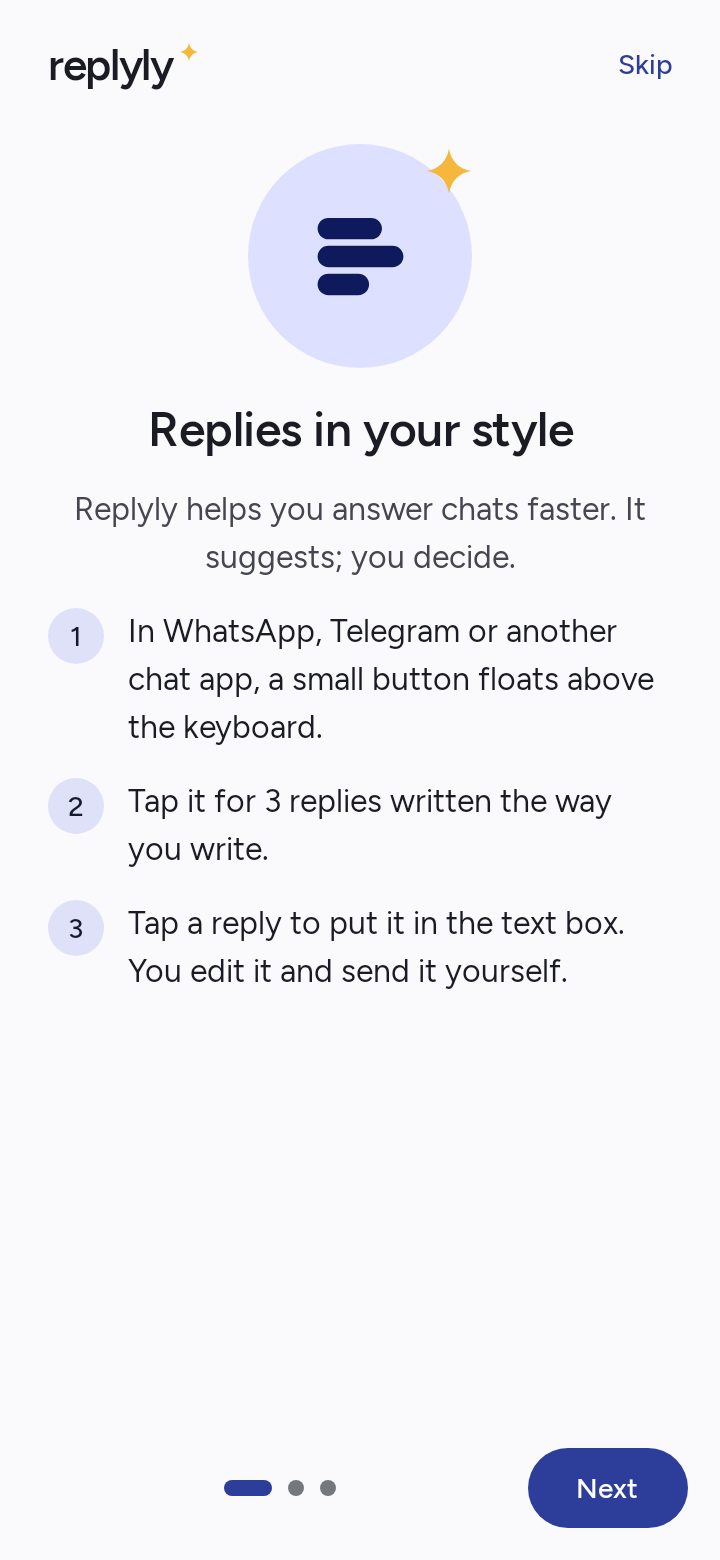 replyly
Skip
Replies in your style
Replyly helps you answer chats faster. It
suggests; you decide.
1
In WhatsApp, Telegram or another
chat app, a small button floats above
the keyboard.
2
Tap it for 3 replies written the way
you write.
3
Tap a reply to put it in the text box.
You edit it and send it yourself.
Next